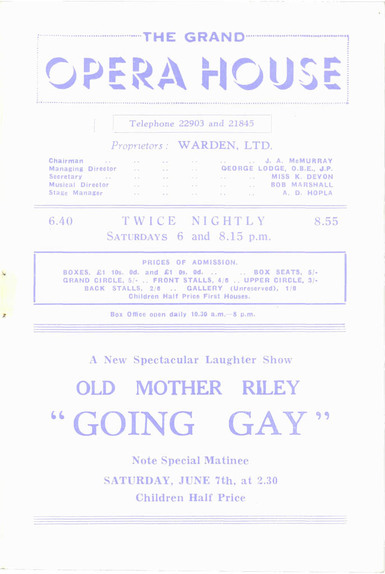 THE GRAND
OPERA HOUSE
Telephone 22903 and 21845
Proprietors: WARDEN, LTD.
Chairman .. .. .. .. .. .. J. A. McMURRAY
Managing Director .. .. .. GEORGE LODGE, O.B.E., J.P.
Secretary .. .. .. .. .. .. MISS K. DEYON
Musical Director .. .. .. .. .. BOB MARSHALL
Stage Manager .. .. .. .. .. A. D. HOPLA
6.40 TWICE NIGHTLY 8.55
SATURDAYS 6 and 8.15 p.m.
PRICES OF ADMISSION.
BOXES, £1 10s. 0d. and £1 0s. 0d. .. .. BOX SEATS, 5/-
GRAND CIRCLE, 5/- .. FRONT STALLS, 4/6 .. UPPER CIRCLE, 3/-
BACK STALLS, 2/6 .. GALLERY (Unreserved), 1/6
Children Half Price First Houses.
Box Office open daily 10.30 a.m.—8 p.m.
A New Spectacular Laughter Show
OLD MOTHER RILEY
“GOING GAY”
Note Special Matinee
SATURDAY, JUNE 7th, at 2.30
Children Half Price